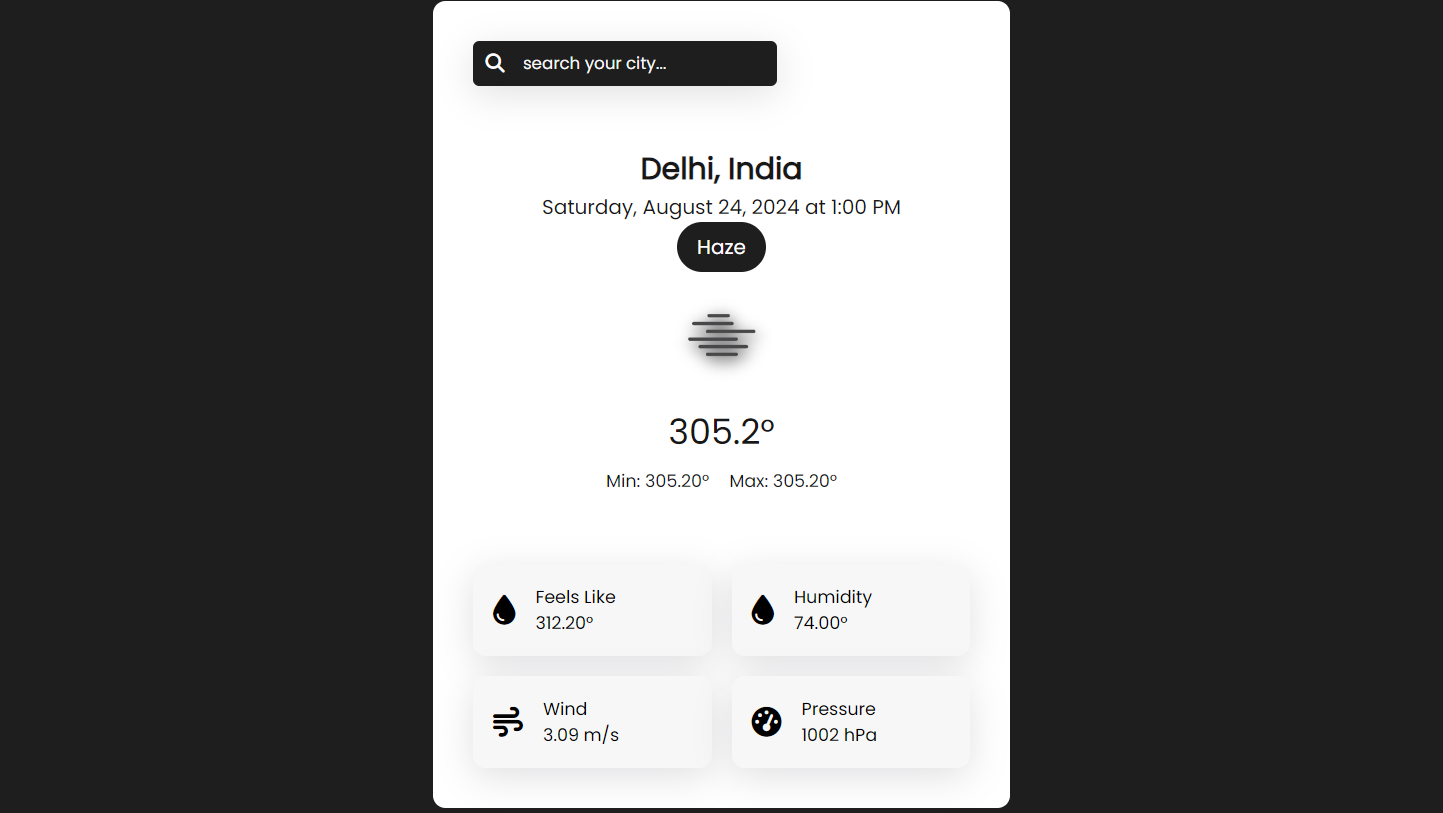 search your city...
Delhi, India
Saturday, August 24, 2024 at 1:00 PM
Haze
305.2°
Min: 305.20° Max: 305.20°
Feels Like
312.20°
Humidity
74.00°
Wind
3.09 m/s
Pressure
1002 hPa